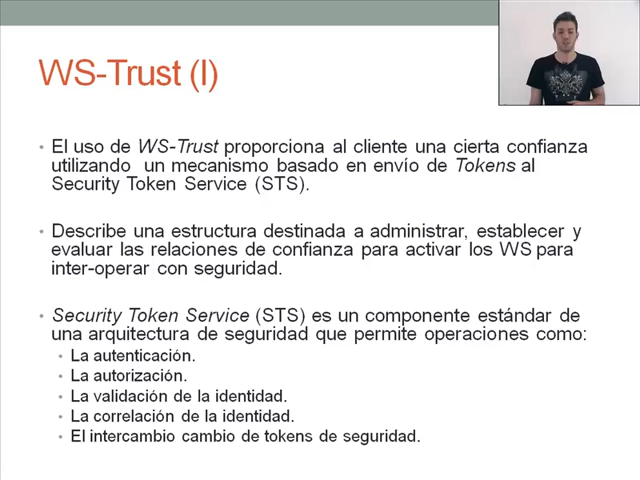 WS-Trust (I)
El uso de WS-Trust proporciona al cliente una cierta confianza
utilizando un mecanismo basado en envío de Tokens al
Security Token Service (STS).
Describe una estructura destinada a administrar, establecer y
evaluar las relaciones de confianza para activar los WS para
inter-operar con seguridad.
Security Token Service (STS) es un componente estándar de
una arquitectura de seguridad que permite operaciones como:
La autenticación.
La autorización.
La validación de la identidad.
La correlación de la identidad.
El intercambio cambio de tokens de seguridad.